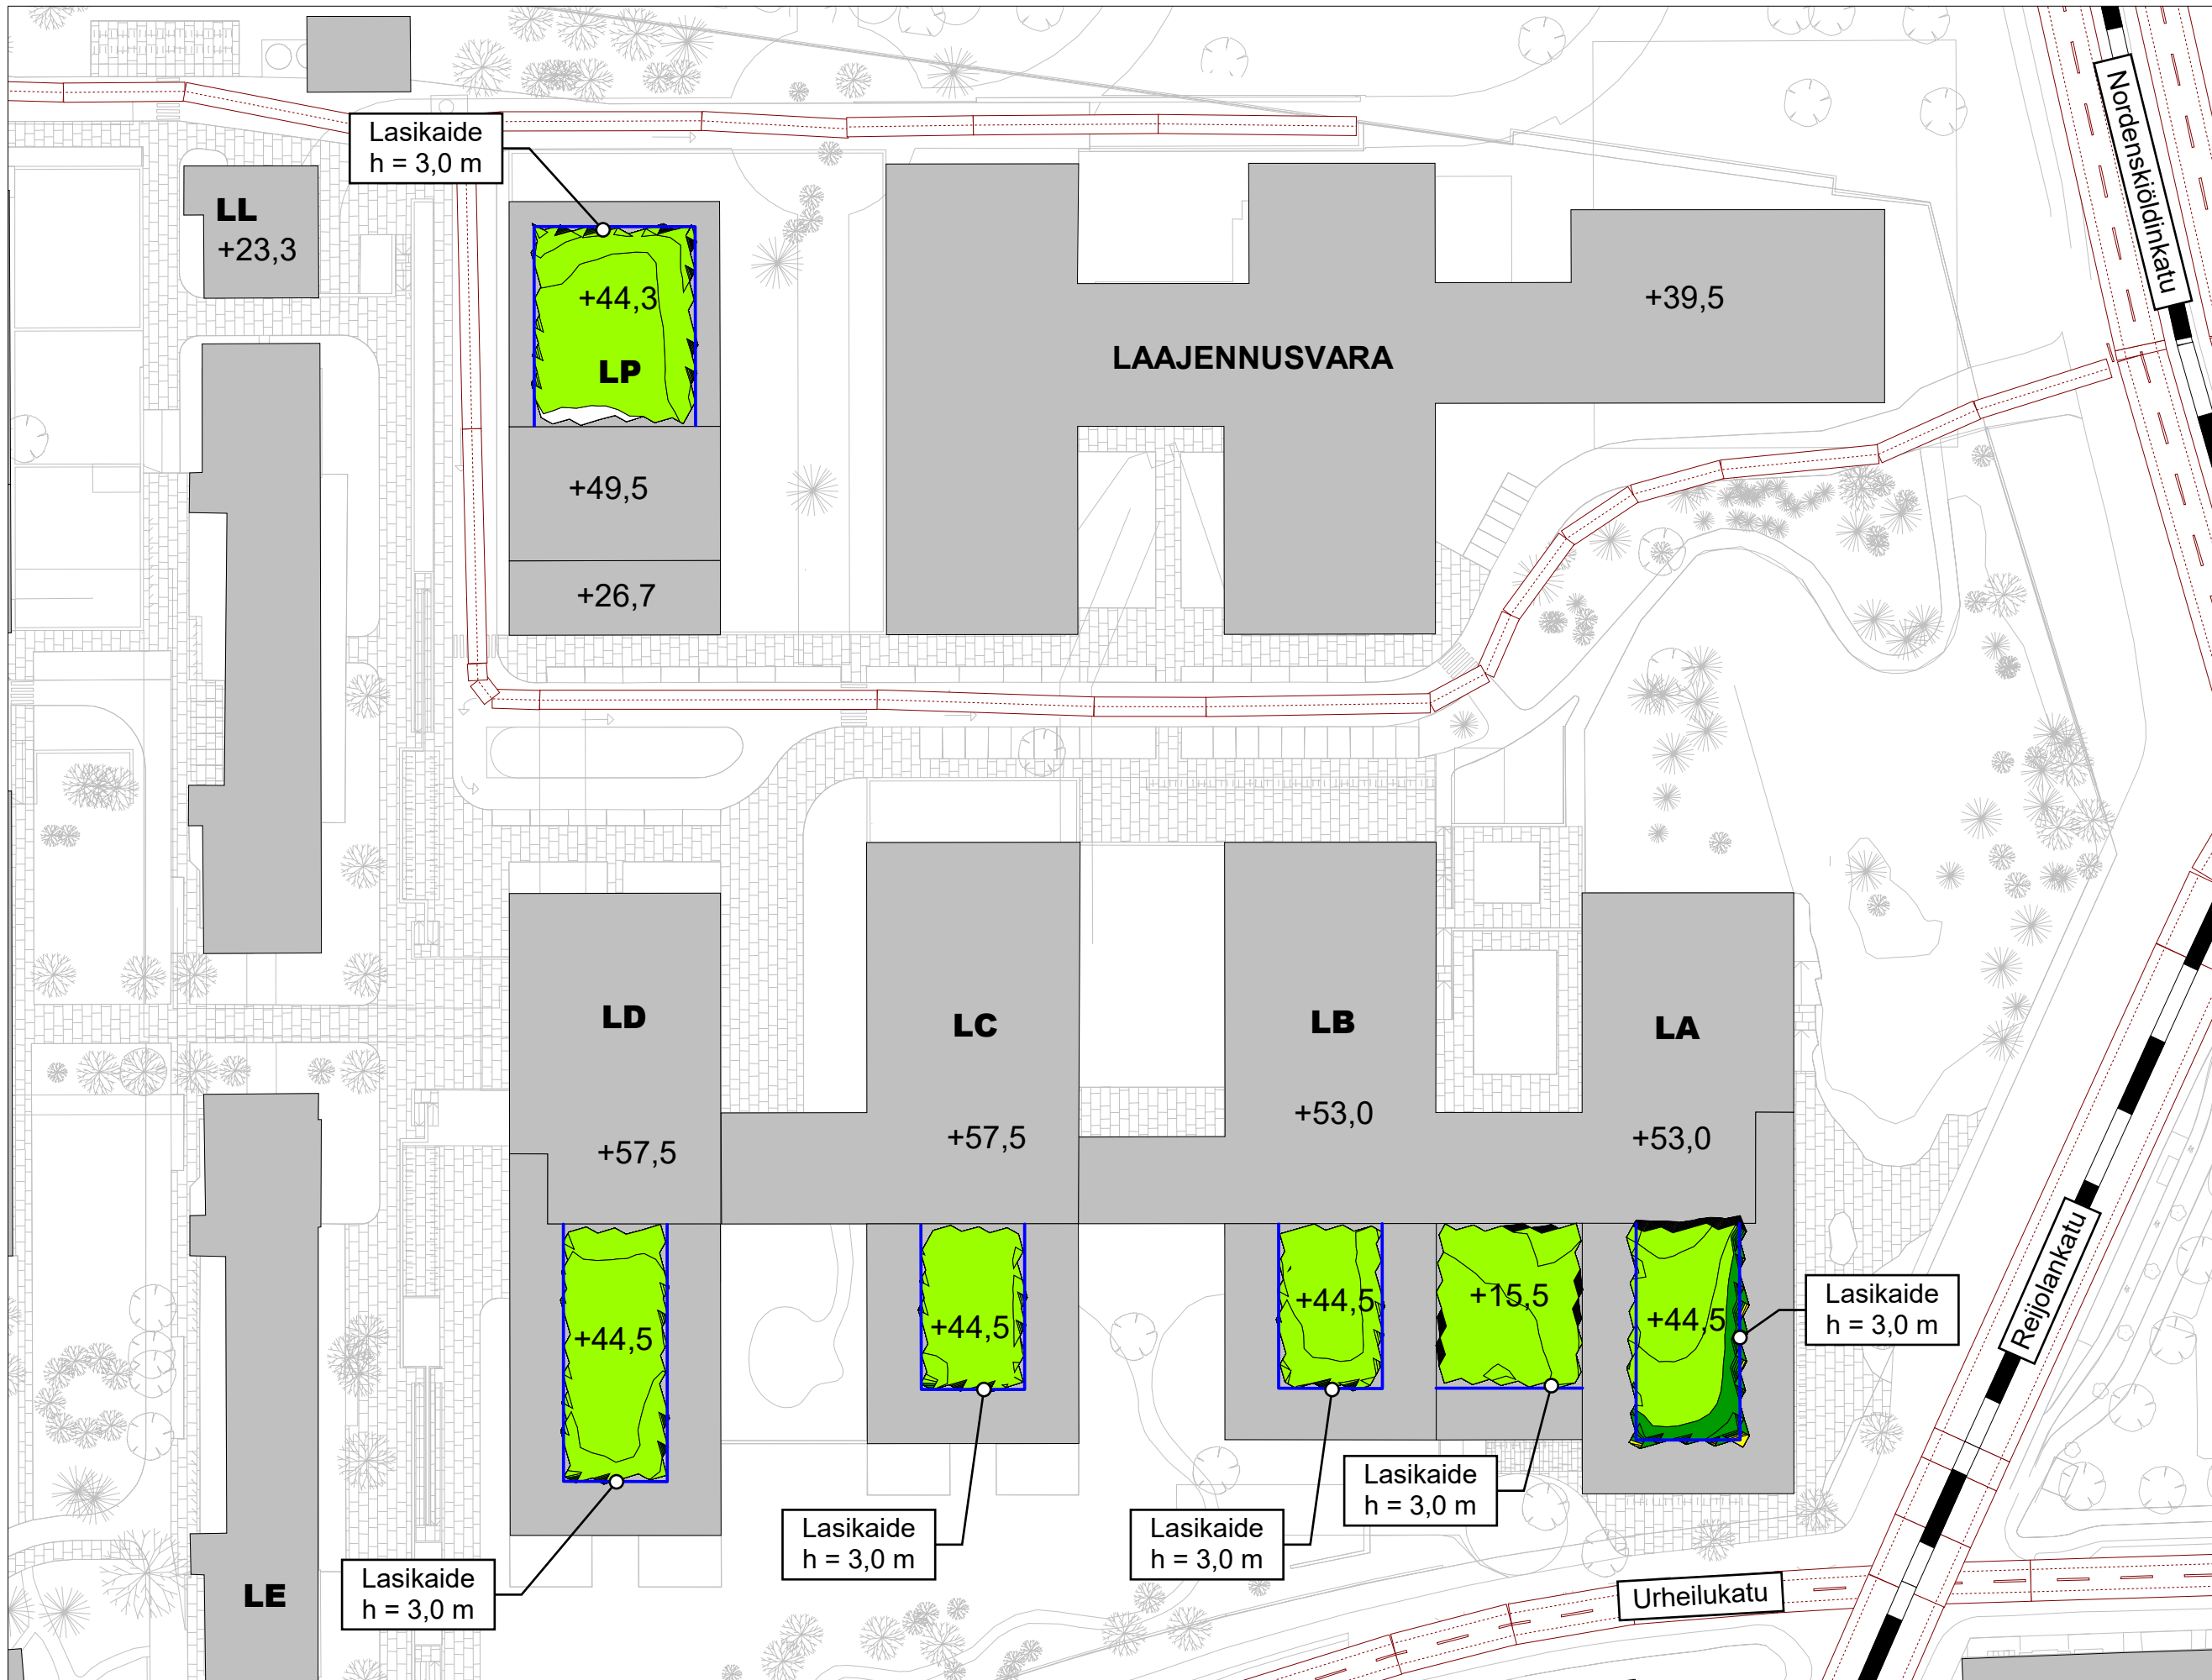 Nordenskiöldinkatu
Lasikaide
h = 3,0 m
LL
+23,3
+44,3
LP
+39,5
LAAJENNUSVARA
+49,5
+26,7
LD
LC
LB
LA
+57,5
+57,5
+53,0
+53,0
Reijolankatu
+44,5
+44,5
+44,5
+15,5
+44,5
Lasikaide
h = 3,0 m
Lasikaide
h = 3,0 m
Lasikaide
h = 3,0 m
Lasikaide
h = 3,0 m
Lasikaide
h = 3,0 m
LE
Urheilukatu